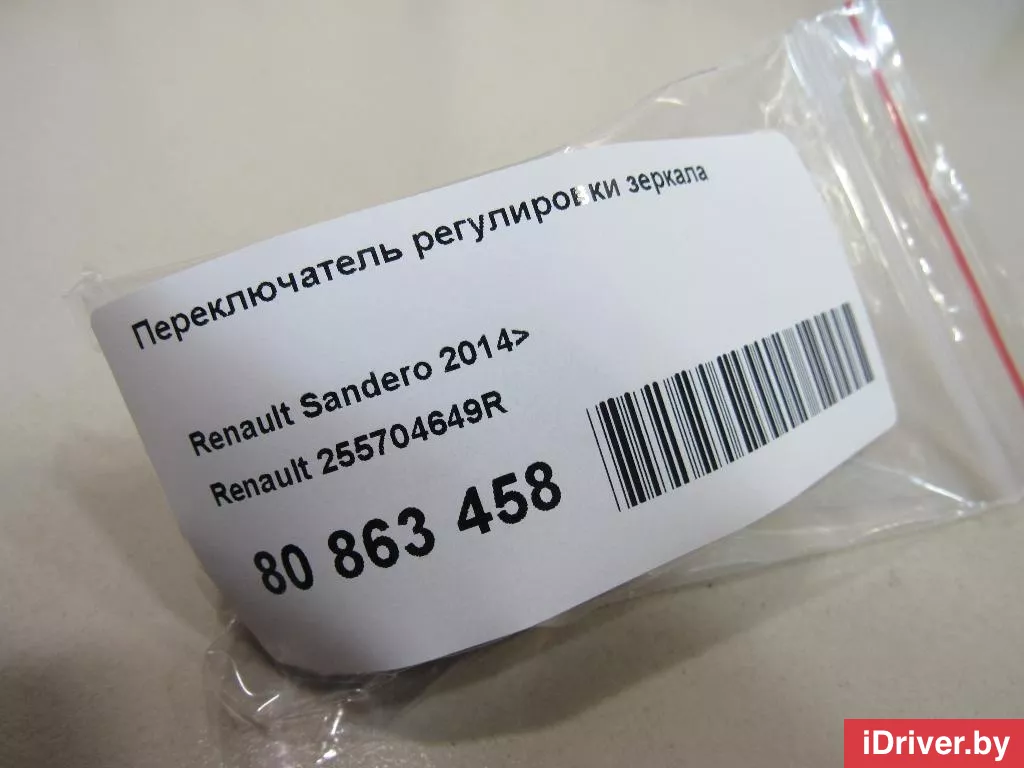 Переключатель регулировки зеркала
Renault Sandero 2014>
Renault 255704649R
80 863 458
iDriver.by